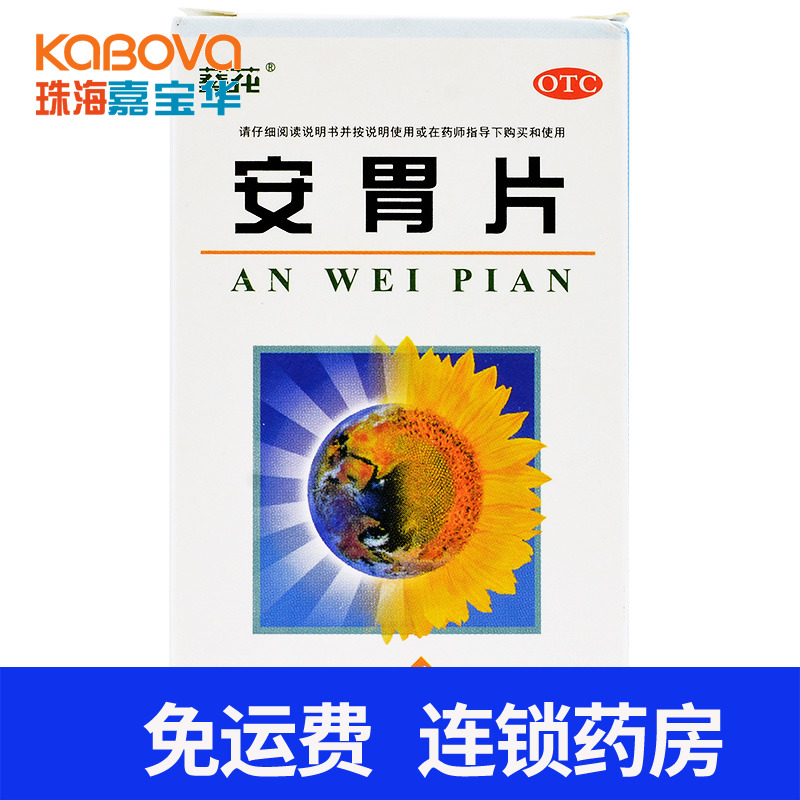 KABOVA
珠海嘉宝华
葵花®
OTC
请仔细阅读说明书并按说明使用或在药师指导下购买和使用
安胃片
AN WEI PIAN
免运费 连锁药房